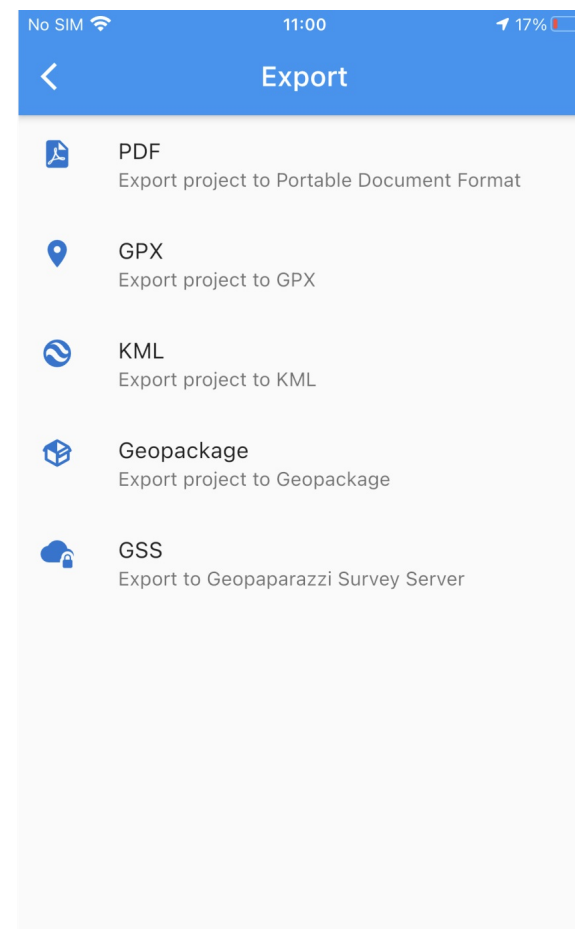 No SIM 11:00 17%
Export
PDF
Export project to Portable Document Format
GPX
Export project to GPX
KML
Export project to KML
Geopackage
Export project to Geopackage
GSS
Export to Geopaparazzi Survey Server